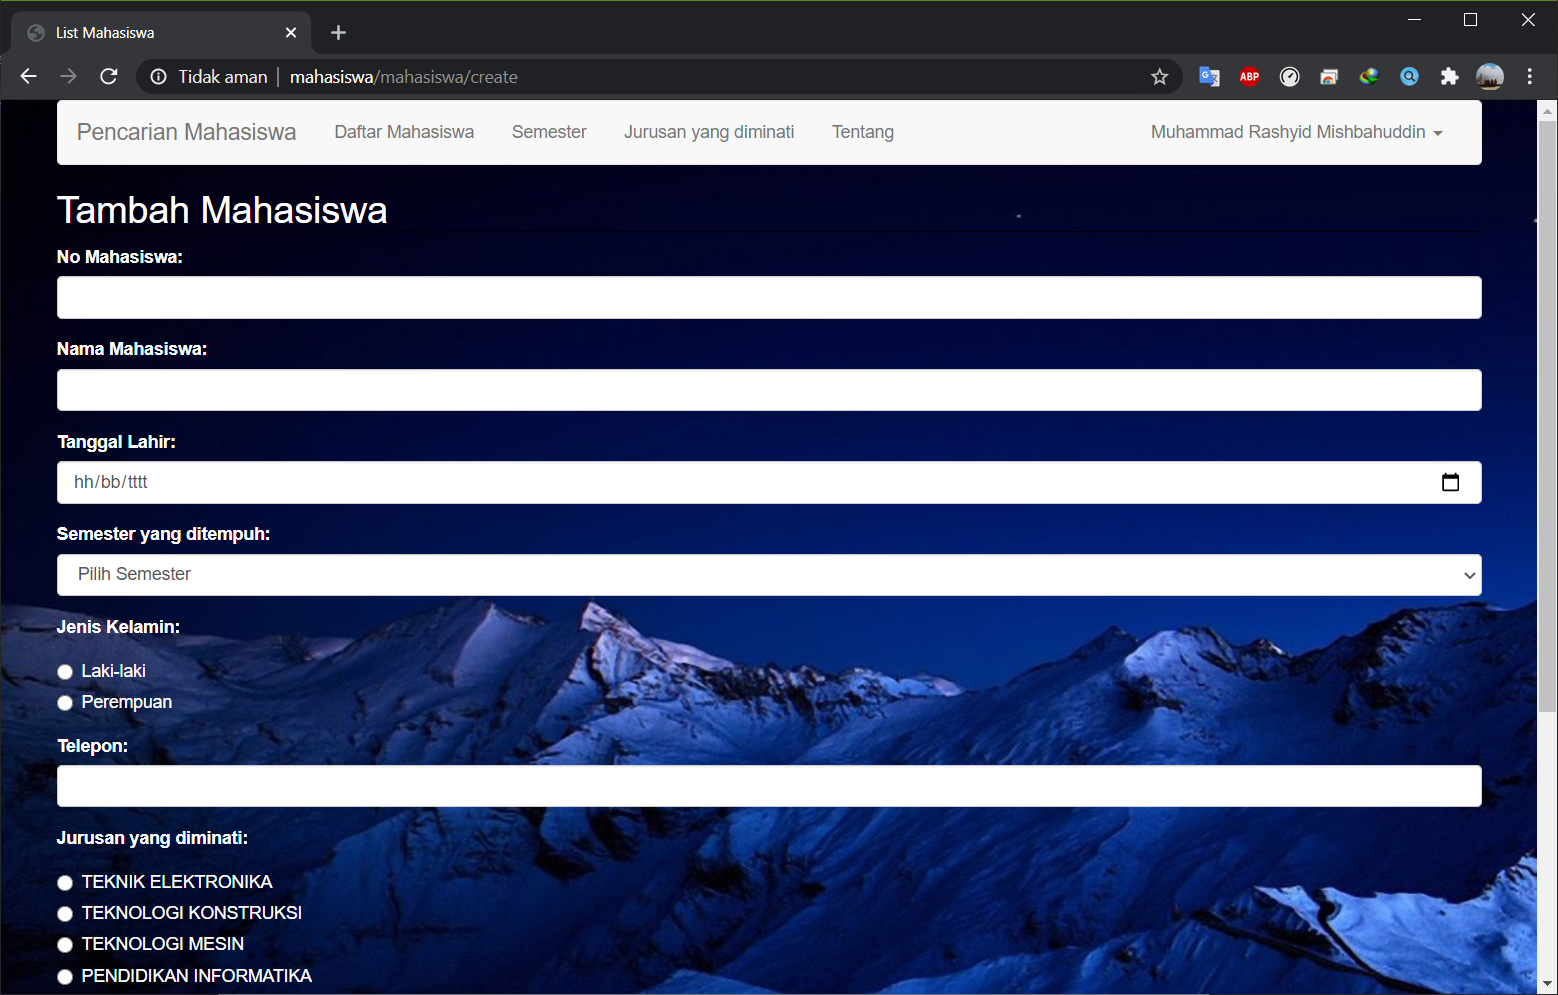 List Mahasiswa
Tidak aman | mahasiswa/mahasiswa/create
ABP
Pencarian Mahasiswa Daftar Mahasiswa Semester Jurusan yang diminati Tentang Muhammad Rashyid Mishbahuddin
Tambah Mahasiswa
No Mahasiswa:
Nama Mahasiswa:
Tanggal Lahir:
hh/bb/tttt
Semester yang ditempuh:
Pilih Semester
Jenis Kelamin:
Laki-laki
Perempuan
Telepon:
Jurusan yang diminati:
TEKNIK ELEKTRONIKA
TEKNOLOGI KONSTRUKSI
TEKNOLOGI MESIN
PENDIDIKAN INFORMATIKA